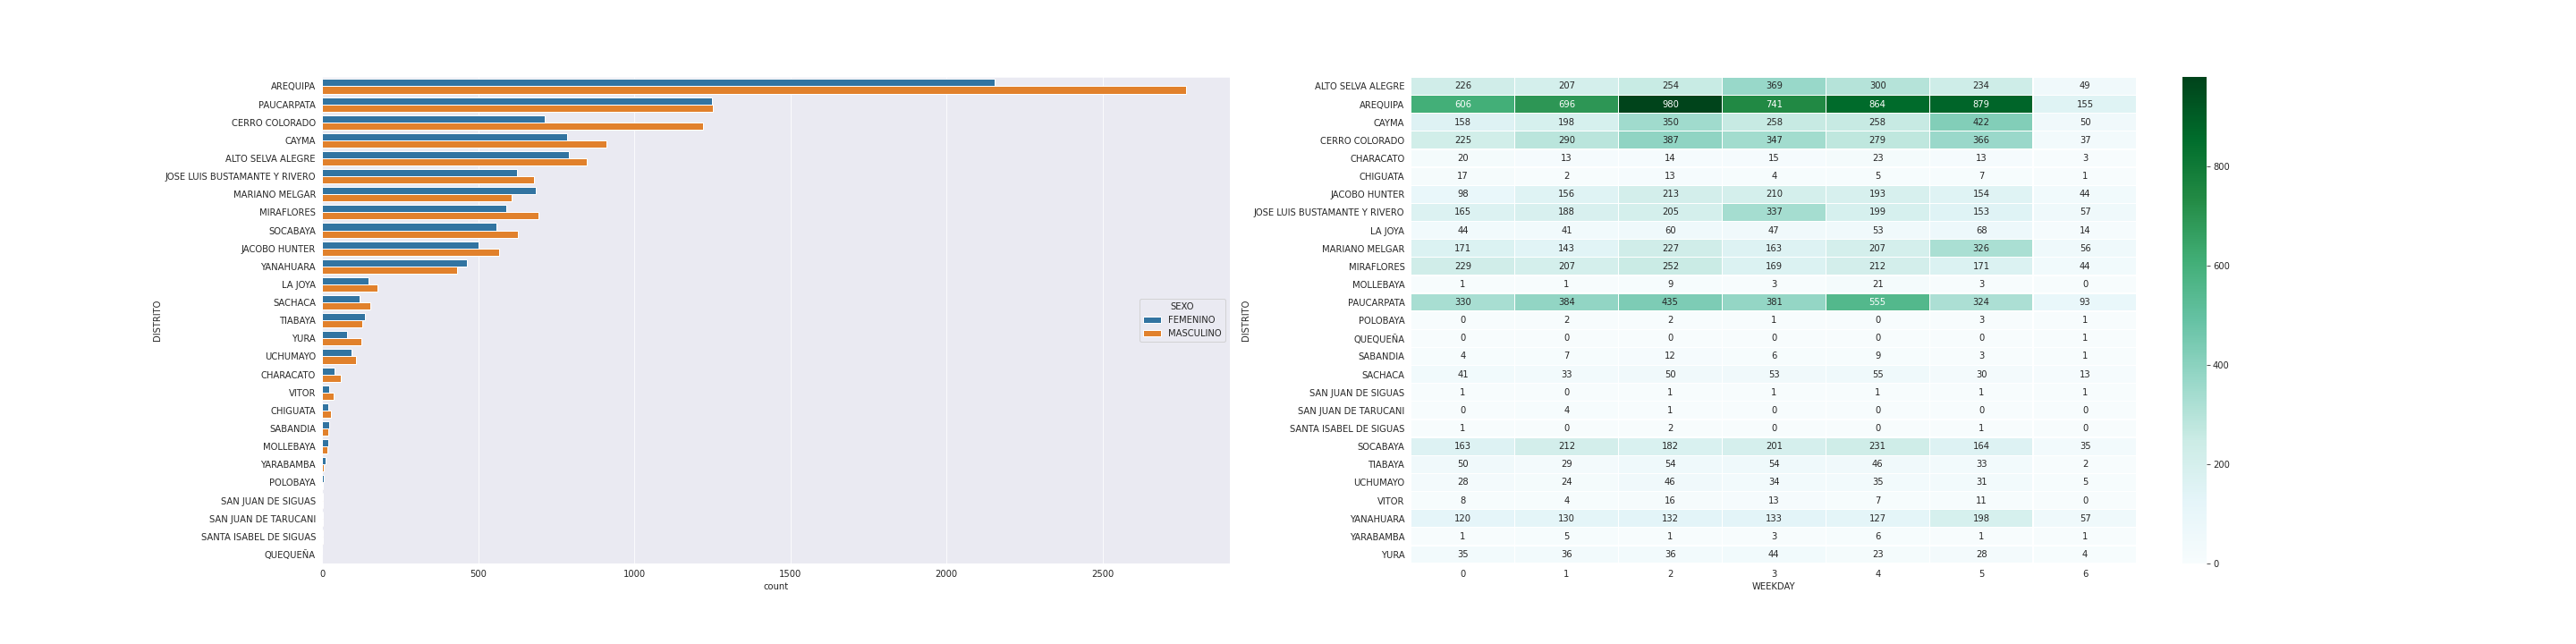 AREQUIPA
PAUCARPATA
CERRO COLORADO
CAYMA
ALTO SELVA ALEGRE
JOSE LUIS BUSTAMANTE Y RIVERO
MARIANO MELGAR
MIRAFLORES
SOCABAYA
JACOBO HUNTER
YANAHUARA
LA JOYA
SACHACA
TIABAYA
YURA
UCHUMAYO
CHARACATO
VITOR
CHIGUATA
SABANDIA
MOLLEBAYA
YARABAMBA
POLOBAYA
SAN JUAN DE SIGUAS
SAN JUAN DE TARUCANI
SANTA ISABEL DE SIGUAS
QUEQUEÑA
DISTRITO
0 500 1000 1500 2000 2500
count
SEXO
FEMENINO
MASCULINO
DISTRITO
ALTO SELVA ALEGRE 226 207 254 369 300 234 49
AREQUIPA 606 696 980 741 864 879 155
CAYMA 158 198 350 258 258 422 50
CERRO COLORADO 225 290 387 347 279 366 37
CHARACATO 20 13 14 15 23 13 3
CHIGUATA 17 2 13 4 5 7 1
JACOBO HUNTER 98 156 213 210 193 154 44
JOSE LUIS BUSTAMANTE Y RIVERO 165 188 205 337 199 153 57
LA JOYA 44 41 60 47 53 68 14
MARIANO MELGAR 171 143 227 163 207 326 56
MIRAFLORES 229 207 252 169 212 171 44
MOLLEBAYA 1 1 9 3 21 3 0
PAUCARPATA 330 384 435 381 555 324 93
POLOBAYA 0 2 2 1 0 3 1
QUEQUEÑA 0 0 0 0 0 0 1
SABANDIA 4 7 12 6 9 3 1
SACHACA 41 33 50 53 55 30 13
SAN JUAN DE SIGUAS 1 0 1 1 1 1 1
SAN JUAN DE TARUCANI 0 4 1 0 0 0 0
SANTA ISABEL DE SIGUAS 1 0 2 0 0 1 0
SOCABAYA 163 212 182 201 231 164 35
TIABAYA 50 29 54 54 46 33 2
UCHUMAYO 28 24 46 34 35 31 5
VITOR 8 4 16 13 7 11 0
YANAHUARA 120 130 132 133 127 198 57
YARABAMBA 1 5 1 3 6 1 1
YURA 35 36 36 44 23 28 4
0 1 2 3 4 5 6
WEEKDAY
800
600
400
200
0